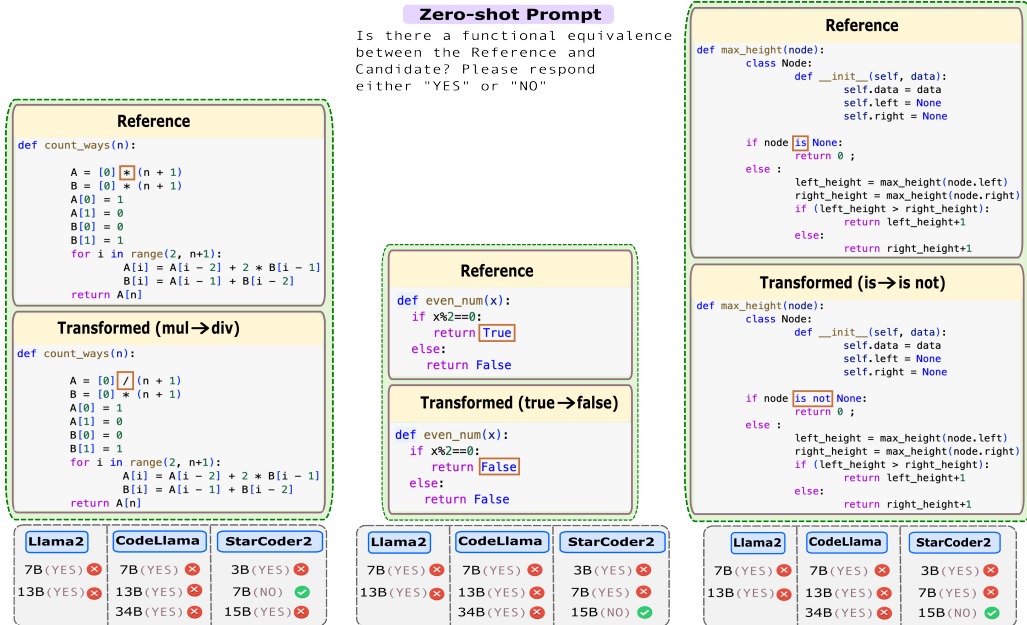 Zero-shot Prompt
Is there a functional equivalence
between the Reference and
Candidate? Please respond
either "YES" or "NO"
Reference
def count_ways(n):
A = [0] * (n + 1)
B = [0] * (n + 1)
A[0] = 1
A[1] = 0
B[0] = 0
B[1] = 1
for i in range(2, n+1):
A[i] = A[i - 2] + 2 * B[i - 1]
B[i] = A[i - 1] + B[i - 2]
return A[n]
Transformed (mul→div)
def count_ways(n):
A = [0] / (n + 1)
B = [0] * (n + 1)
A[0] = 1
A[1] = 0
B[0] = 0
B[1] = 1
for i in range(2, n+1):
A[i] = A[i - 2] + 2 * B[i - 1]
B[i] = A[i - 1] + B[i - 2]
return A[n]
Llama2 CodeLlama StarCoder2
7B(YES) 7B(YES) 3B(YES)
13B(YES) 13B(YES) 7B(NO)
34B(YES) 15B(YES)
Reference
def even_num(x):
if x%2==0:
return True
else:
return False
Transformed (true→false)
def even_num(x):
if x%2==0:
return False
else:
return False
Llama2 CodeLlama StarCoder2
7B(YES) 7B(YES) 3B(YES)
13B(YES) 13B(YES) 7B(YES)
34B(YES) 15B(NO)
Reference
def max_height(node):
class Node:
def __init__(self, data):
self.data = data
self.left = None
self.right = None
if node is None:
return 0 ;
else :
left_height = max_height(node.left)
right_height = max_height(node.right)
if (left_height > right_height):
return left_height+1
else:
return right_height+1
Transformed (is→is not)
def max_height(node):
class Node:
def __init__(self, data):
self.data = data
self.left = None
self.right = None
if node is not None:
return 0 ;
else :
left_height = max_height(node.left)
right_height = max_height(node.right)
if (left_height > right_height):
return left_height+1
else:
return right_height+1
Llama2 CodeLlama StarCoder2
7B(YES) 7B(YES) 3B(YES)
13B(YES) 13B(YES) 7B(YES)
34B(YES) 15B(NO)